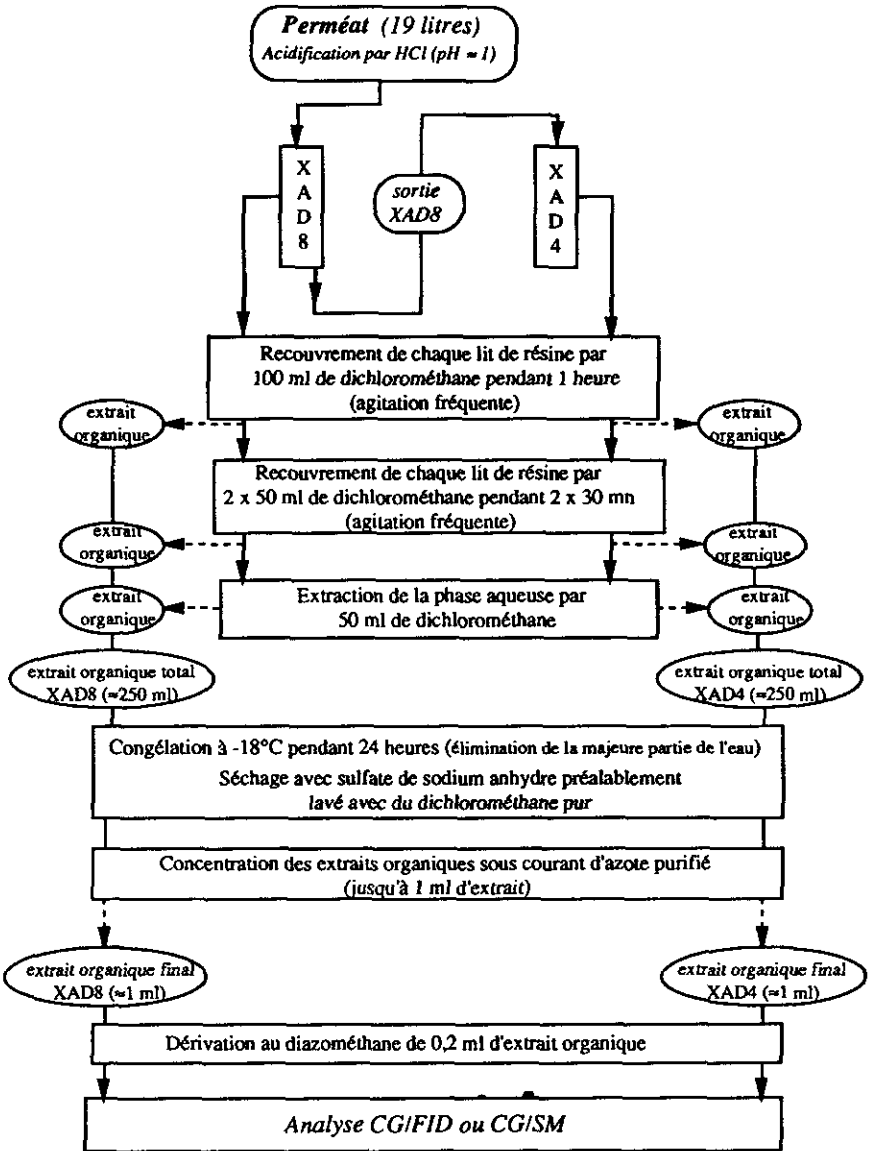 Perméat (19 litres)
Acidification par HCl (pH ≈ 1)
X
A
D
8
sortie
XAD8
X
A
D
4
Recouvrement de chaque lit de résine par
100 ml de dichlorométhane pendant 1 heure
(agitation fréquente)
extrait
organique
extrait
organique
Recouvrement de chaque lit de résine par
2 x 50 ml de dichlorométhane pendant 2 x 30 mn
(agitation fréquente)
extrait
organique
extrait
organique
Extraction de la phase aqueuse par
50 ml de dichlorométhane
extrait
organique
extrait
organique
extrait organique total
XAD8 (≈250 ml)
extrait organique total
XAD4 (≈250 ml)
Congélation à -18°C pendant 24 heures (élimination de la majeure partie de l'eau)
Séchage avec sulfate de sodium anhydre préalablement
lavé avec du dichlorométhane pur
Concentration des extraits organiques sous courant d'azote purifié
(jusqu'à 1 ml d'extrait)
extrait organique final
XAD8 (≈1 ml)
extrait organique final
XAD4 (≈1 ml)
Dérivation au diazométhane de 0,2 ml d'extrait organique
Analyse CG/FID ou CG/SM